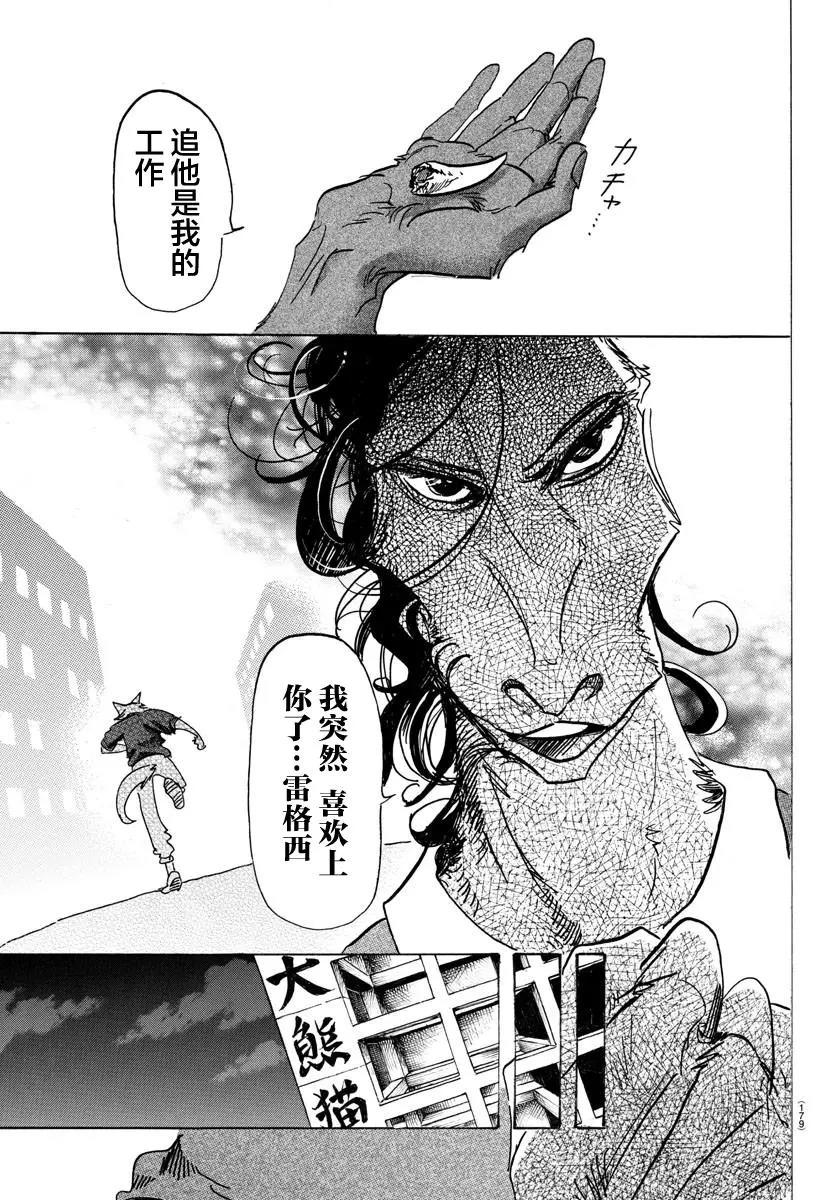 追他是我的
工作
カチャ……
我突然 喜欢上
你了…雷格西
大
熊
猫
(179)